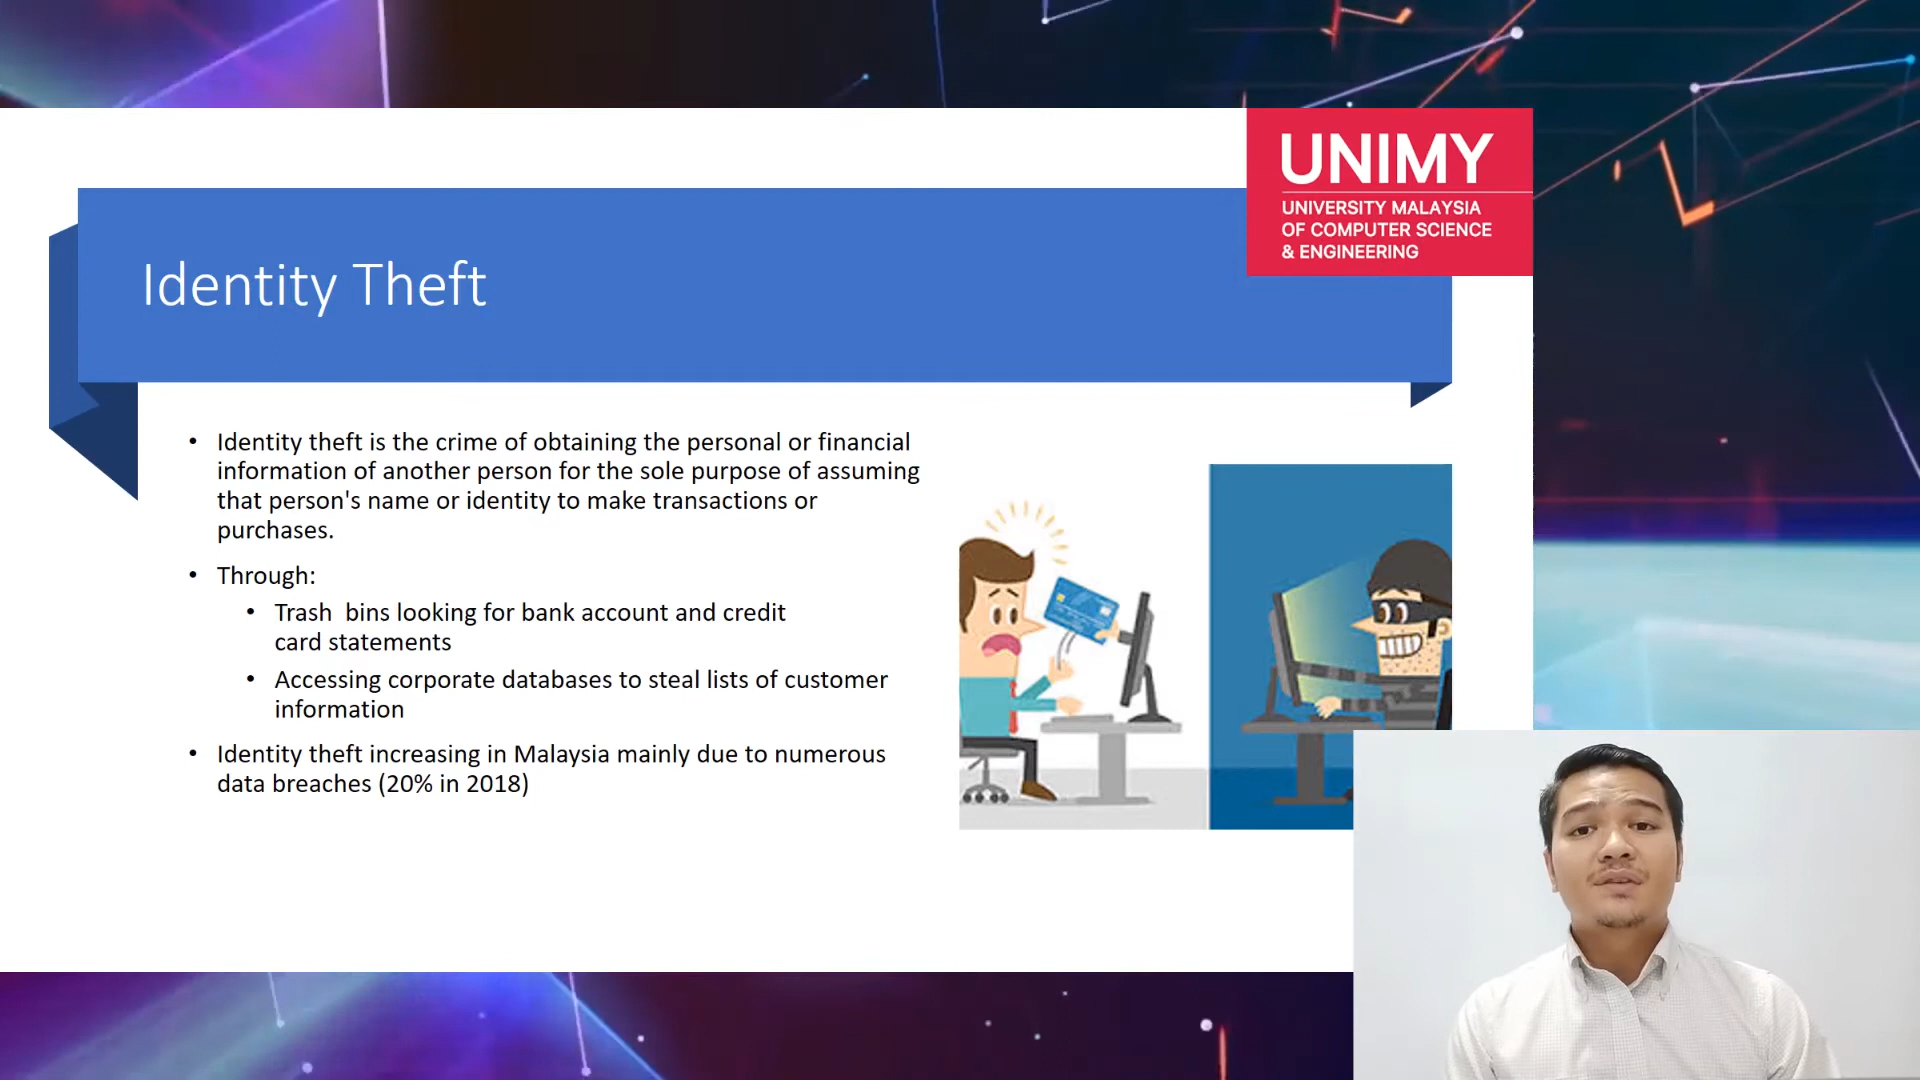 UNIMY
UNIVERSITY MALAYSIA
OF COMPUTER SCIENCE
& ENGINEERING
Identity Theft
• Identity theft is the crime of obtaining the personal or financial
information of another person for the sole purpose of assuming
that person's name or identity to make transactions or
purchases.
• Through:
• Trash  bins looking for bank account and credit
card statements
• Accessing corporate databases to steal lists of customer
information
• Identity theft increasing in Malaysia mainly due to numerous
data breaches (20% in 2018)